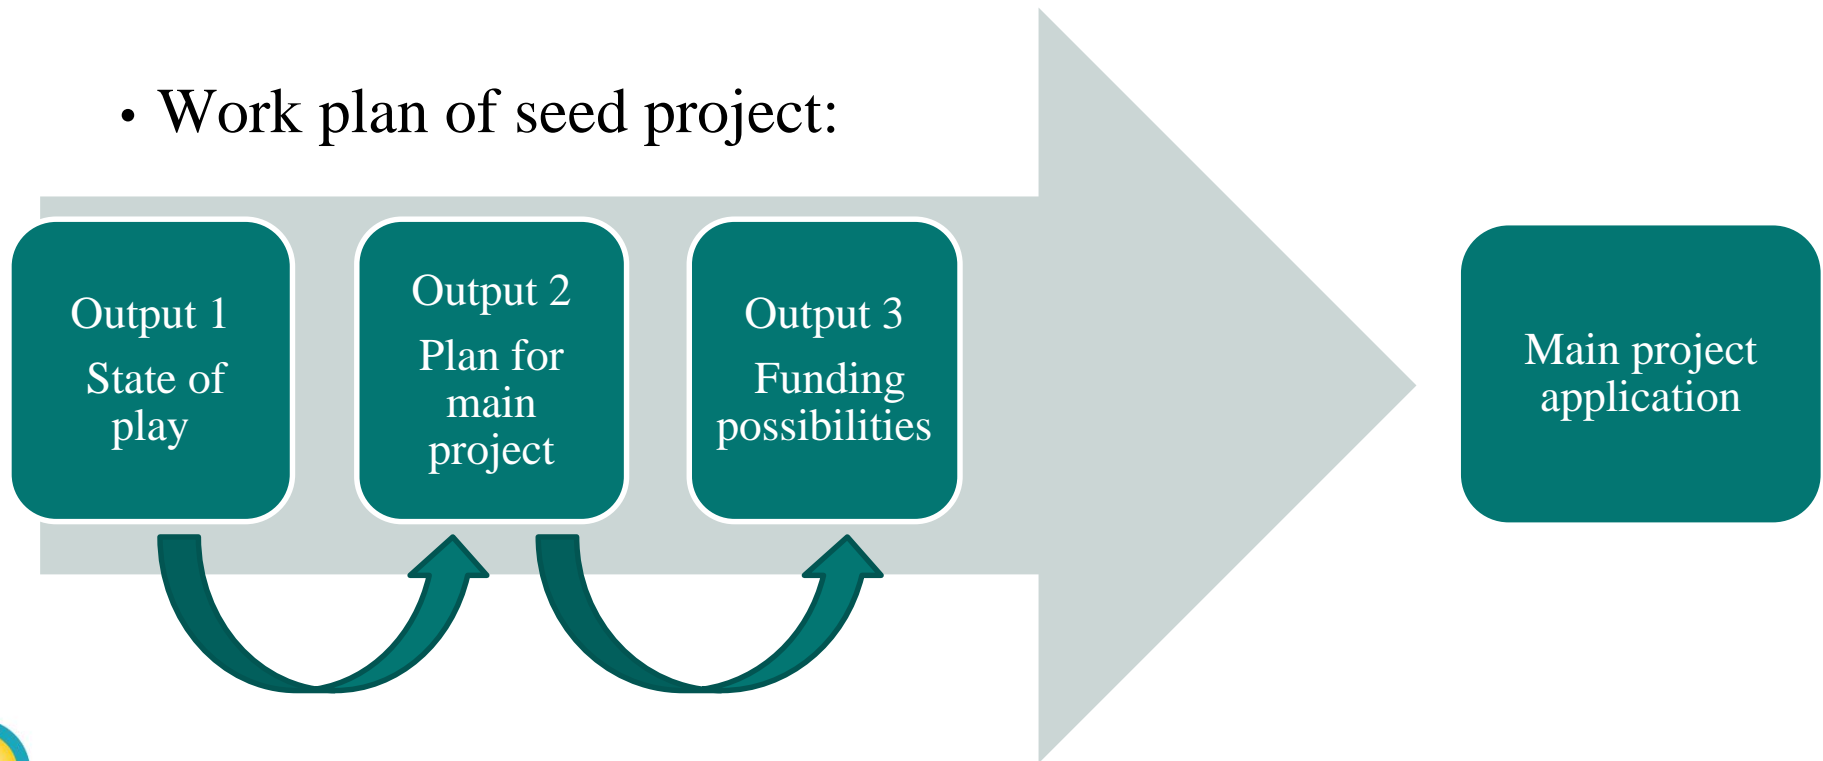 • Work plan of seed project:
Output 1
State of
play
Output 2
Plan for
main
project
Output 3
Funding
possibilities
Main project
application